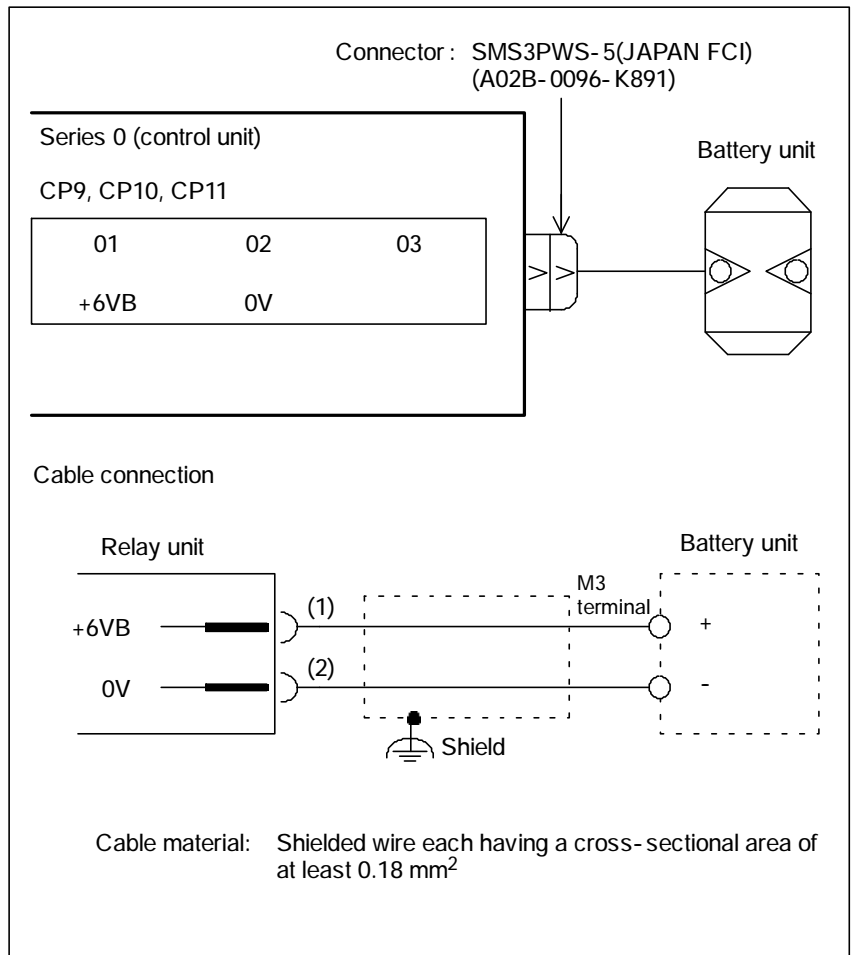 Connector : SMS3PWS-5(JAPAN FCI)
(A02B-0096-K891)
Series 0 (control unit)
Battery unit
CP9, CP10, CP11
01 02 03
+6VB 0V
Cable connection
Relay unit
Battery unit
M3
terminal
+6VB (1) +
0V (2) -
Shield
Cable material: Shielded wire each having a cross-sectional area of
at least 0.18 mm²